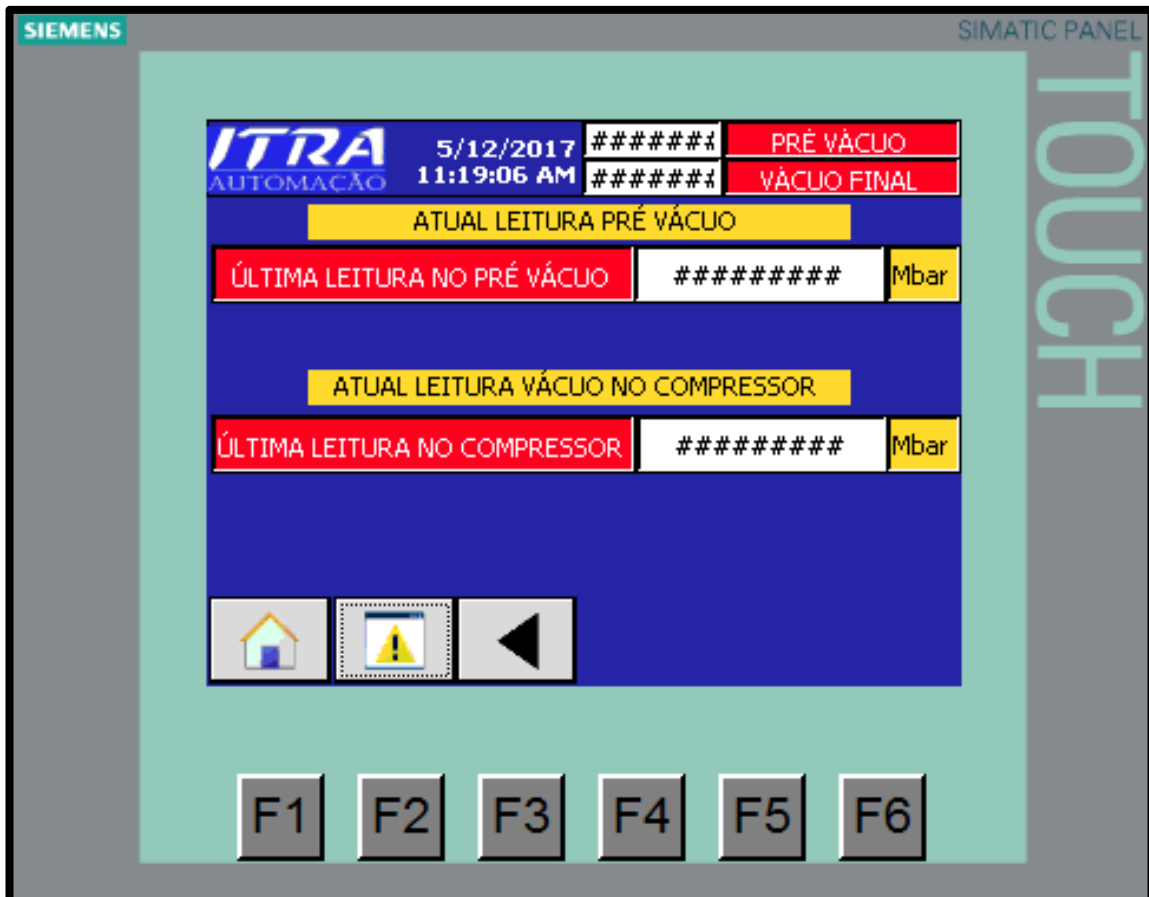 SIEMENS
SIMATIC PANEL
TOUCH
ITRA
AUTOMAÇÃO
5/12/2017
11:19:06 AM
#######
PRÉ VÀCUO
#######
VÀCUO FINAL
ATUAL LEITURA PRÉ VÁCUO
ÚLTIMA LEITURA NO PRÉ VÁCUO
#########
Mbar
ATUAL LEITURA VÁCUO NO COMPRESSOR
ÚLTIMA LEITURA NO COMPRESSOR
#########
Mbar
F1 F2 F3 F4 F5 F6